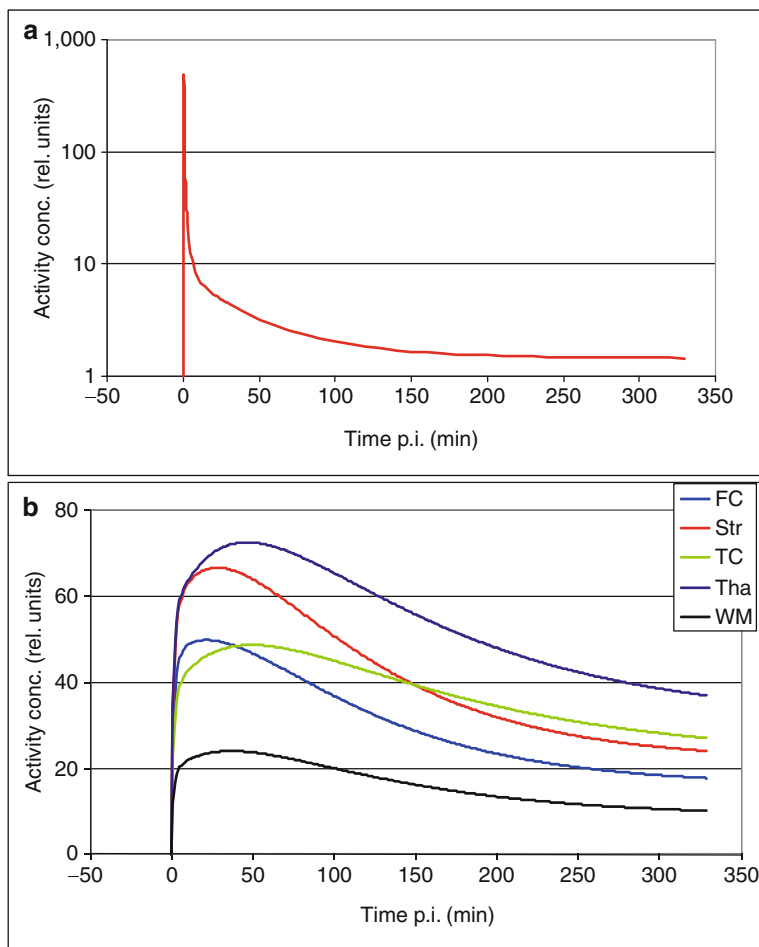 a
1,000
100
10
1
Activity conc. (rel. units)
−50 0 50 100 150 200 250 300 350
Time p.i. (min)
b
80
60
40
20
0
Activity conc. (rel. units)
FC
Str
TC
Tha
WM
−50 0 50 100 150 200 250 300 350
Time p.i. (min)